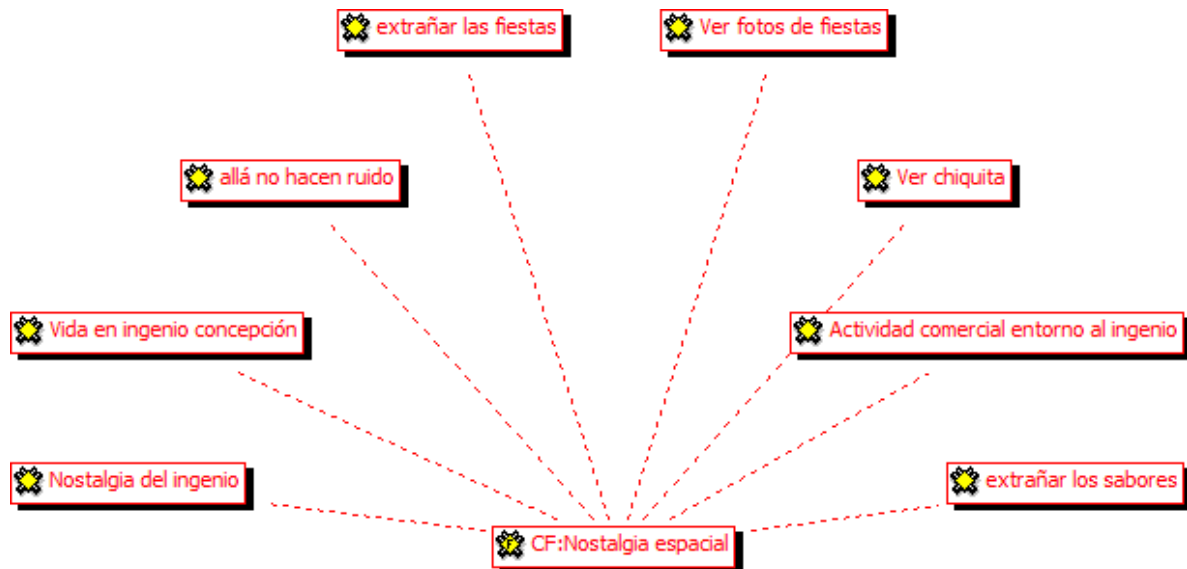 extrañar las fiestas
Ver fotos de fiestas
allá no hacen ruido
Ver chiquita
Vida en ingenio concepción
Actividad comercial entorno al ingenio
Nostalgia del ingenio
extrañar los sabores
CF:Nostalgia espacial